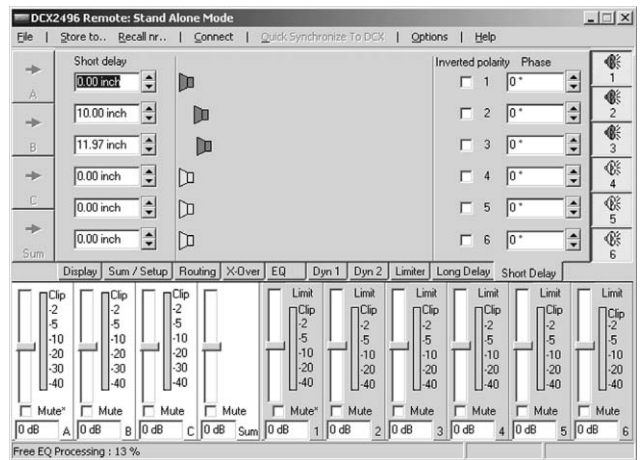 DCX2496 Remote: Stand Alone Mode
File | Store to.. Recall nr.. | Connect | Quick Synchronize To DCX | Options | Help
Short delay Inverted polarity Phase
A 0.00 inch 1 0 ° 1
B 10.00 inch 2 0 ° 2
C 11.97 inch 3 0 ° 3
Sum 0.00 inch 4 0 ° 4
0.00 inch 5 0 ° 5
0.00 inch 6 0 ° 6
Display Sum / Setup Routing X-Over EQ Dyn 1 Dyn 2 Limiter Long Delay Short Delay
Limit Limit Limit Limit Limit Limit
Clip Clip Clip Clip Clip Clip Clip Clip Clip
-2 -2 -2 -2 -2 -2 -2 -2 -2
-5 -5 -5 -5 -5 -5 -5 -5 -5
-10 -10 -10 -10 -10 -10 -10 -10 -10
-20 -20 -20 -20 -20 -20 -20 -20 -20
-30 -30 -30 -30 -30 -30 -30 -30 -30
-40 -40 -40 -40 -40 -40 -40 -40 -40
Mute* Mute Mute Mute Mute* Mute Mute Mute Mute Mute
0 dB A 0 dB B 0 dB C 0 dB Sum 0 dB 1 0 dB 2 0 dB 3 0 dB 4 0 dB 5 0 dB 6
Free EQ Processing : 13 %